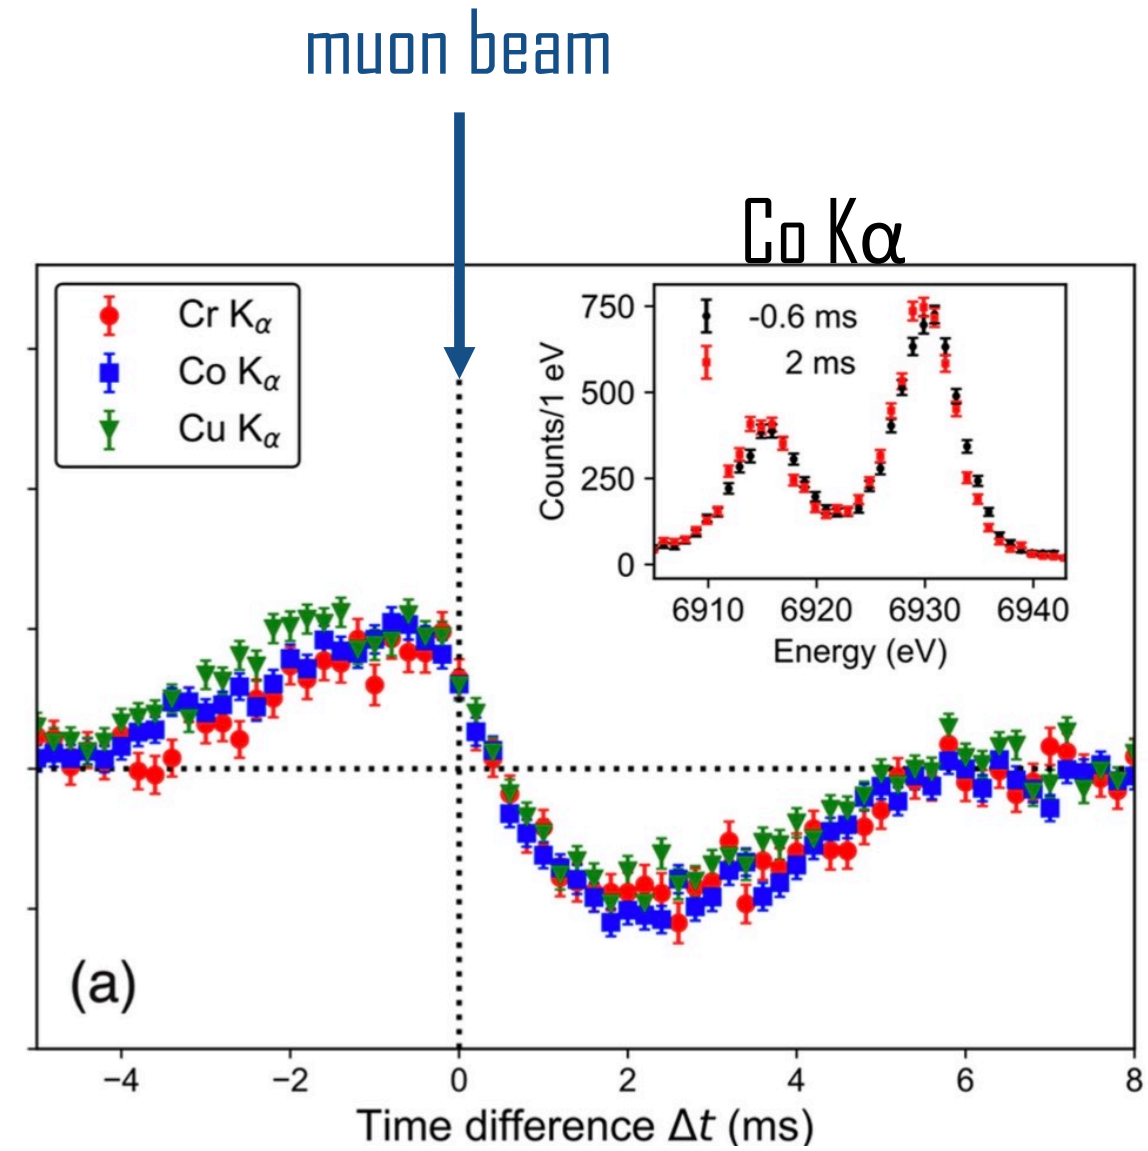 muon beam
Co Kα
Cr Kα
Co Kα
Cu Kα
-0.6 ms
2 ms
750
500
250
0
Counts/1 eV
6910 6920 6930 6940
Energy (eV)
(a)
−4 −2 0 2 4 6 8
Time difference Δt (ms)